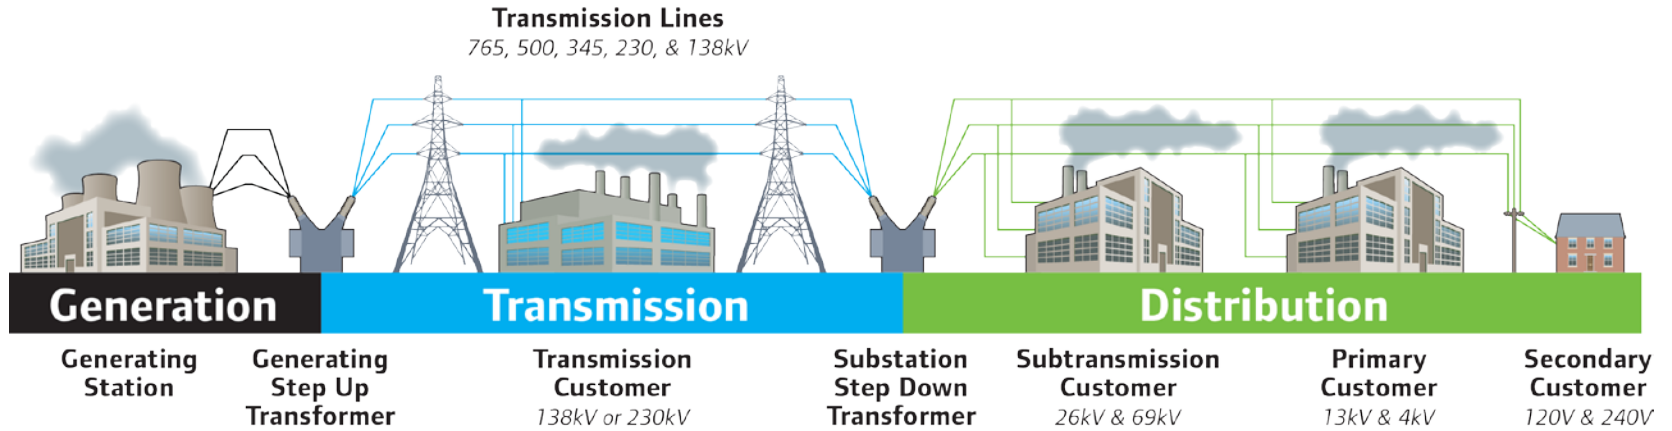 Transmission Lines
765, 500, 345, 230, & 138kV
Generation
Transmission
Distribution
Generating
Station
Generating
Step Up
Transformer
Transmission
Customer
138kV or 230kV
Substation
Step Down
Transformer
Subtransmission
Customer
26kV & 69kV
Primary
Customer
13kV & 4kV
Secondary
Customer
120V & 240V